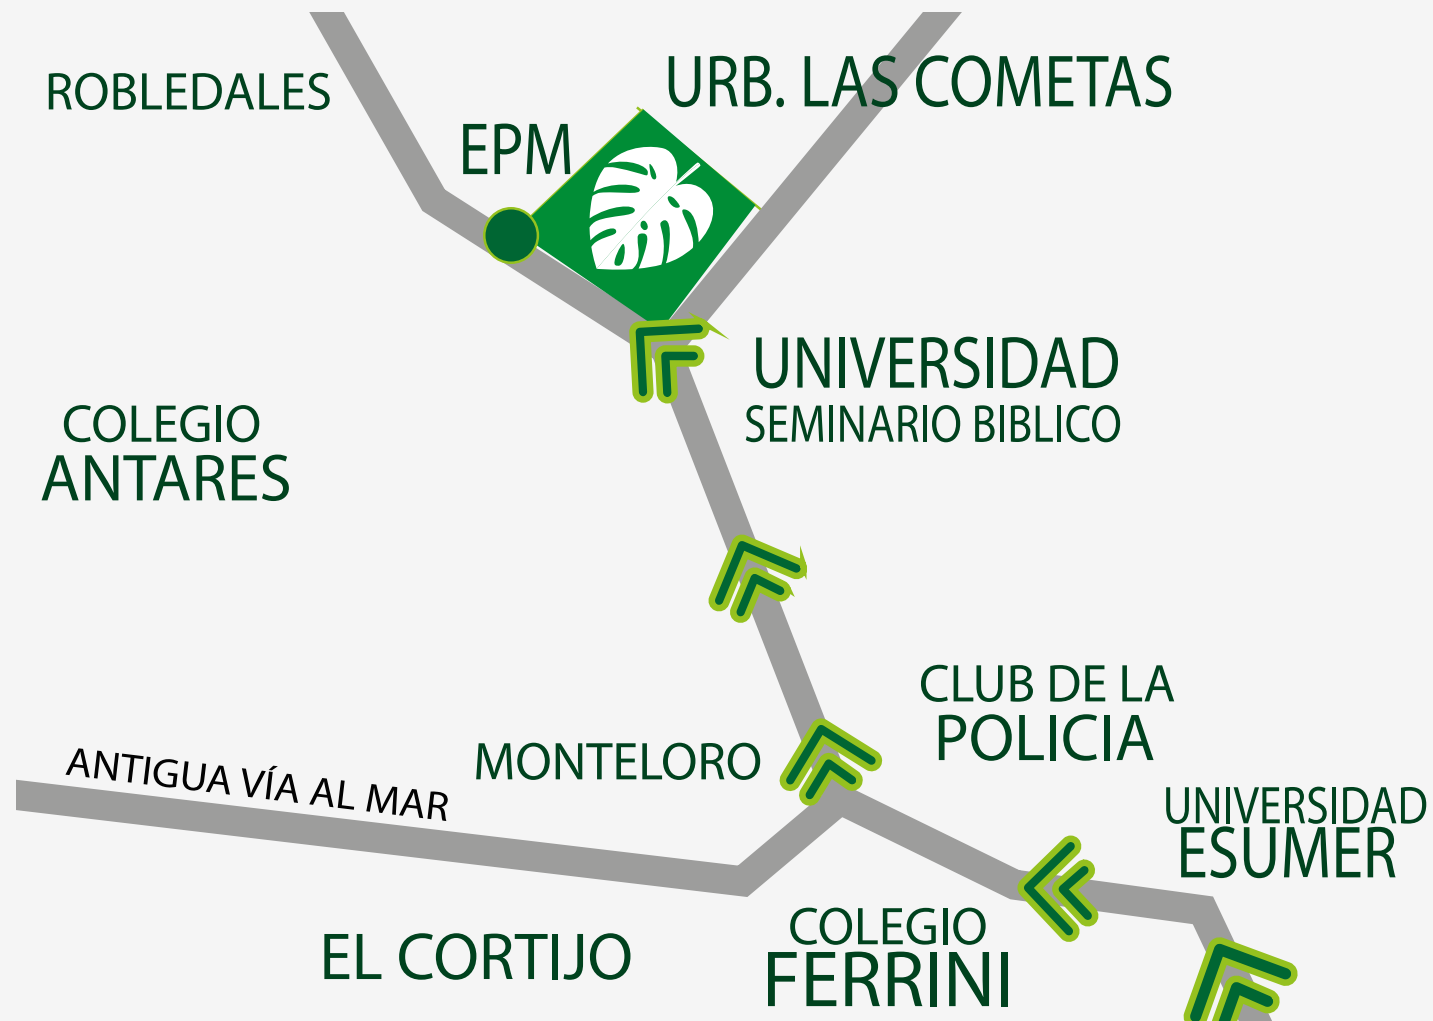 ROBLEDALES
URB. LAS COMETAS
EPM
UNIVERSIDAD
SEMINARIO BIBLICO
COLEGIO
ANTARES
CLUB DE LA
POLICIA
MONTELORO
ANTIGUA VÍA AL MAR
UNIVERSIDAD
ESUMER
EL CORTIJO
COLEGIO
FERRINI